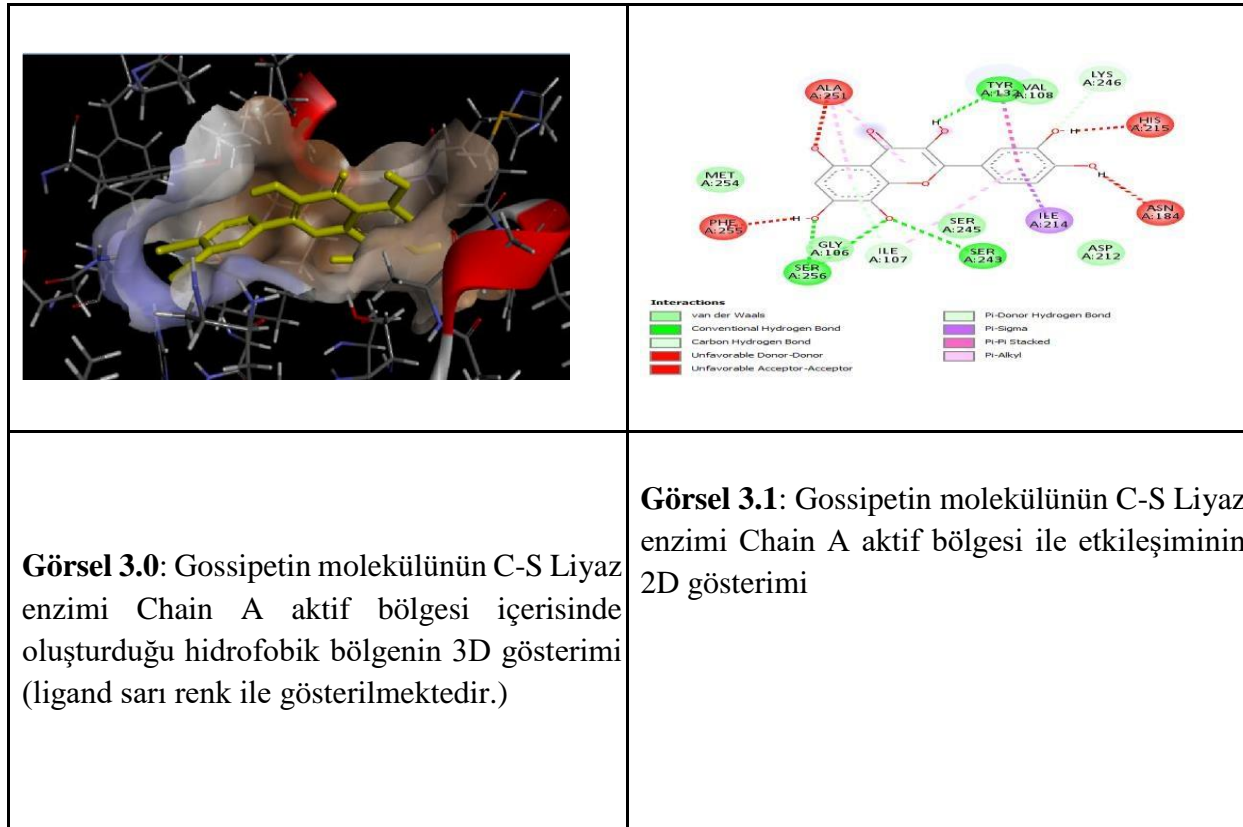 ALA
A:251
TYR
A:132
VAL
A:108
LYS
A:246
HIS
A:215
MET
A:254
PHE
A:255
GLY
A:106
SER
A:256
ILE
A:107
SER
A:245
SER
A:243
ILE
A:214
ASN
A:184
ASP
A:212
O
O
H
O
O
H
O
H
O
O
H
O
Interactions
van der Waals
Conventional Hydrogen Bond
Carbon Hydrogen Bond
Unfavorable Donor-Donor
Unfavorable Acceptor-Acceptor
Pi-Donor Hydrogen Bond
Pi-Sigma
Pi-Pi Stacked
Pi-Alkyl
Görsel 3.0: Gossipetin molekülünün C-S Liyaz
enzimi Chain A aktif bölgesi içerisinde
oluşturduğu hidrofobik bölgenin 3D gösterimi
(ligand sarı renk ile gösterilmektedir.)
Görsel 3.1: Gossipetin molekülünün C-S Liyaz
enzimi Chain A aktif bölgesi ile etkileşiminin
2D gösterimi